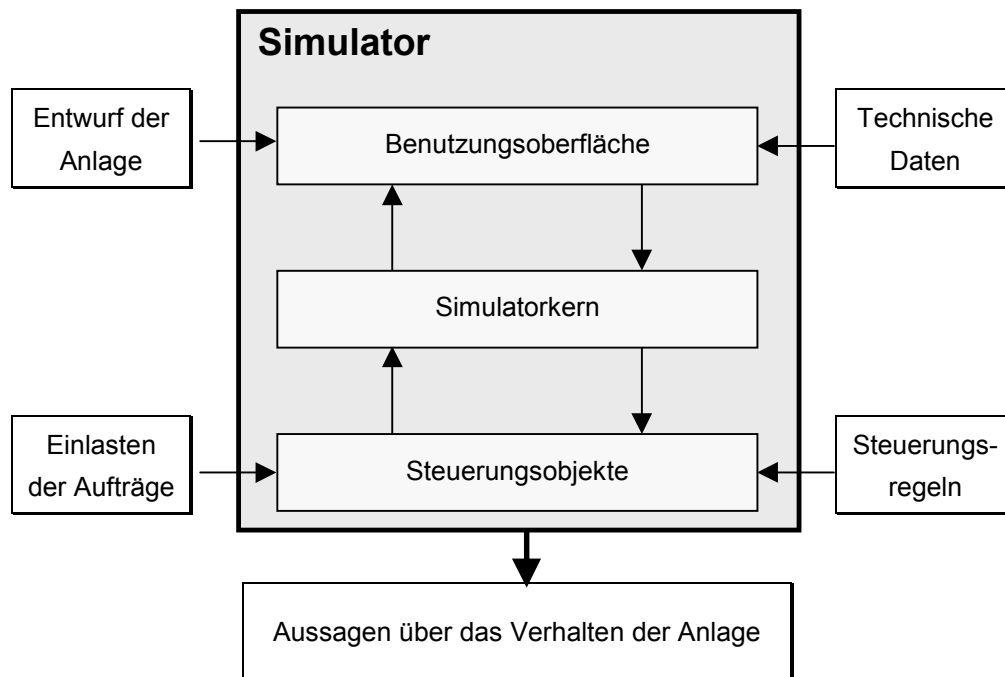 Simulator
Entwurf der
Anlage
Benutzungsoberfläche
Technische
Daten
Simulatorkern
Einlasten
der Aufträge
Steuerungsobjekte
Steuerungs-
regeln
Aussagen über das Verhalten der Anlage